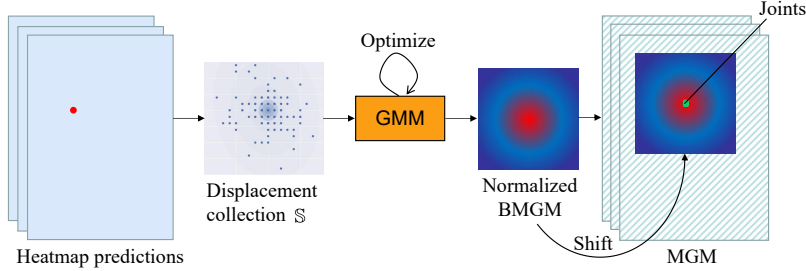 Joints
Optimize
GMM
Displacement
collection 𝕊
Normalized
BMGM
Shift
Heatmap predictions
MGM